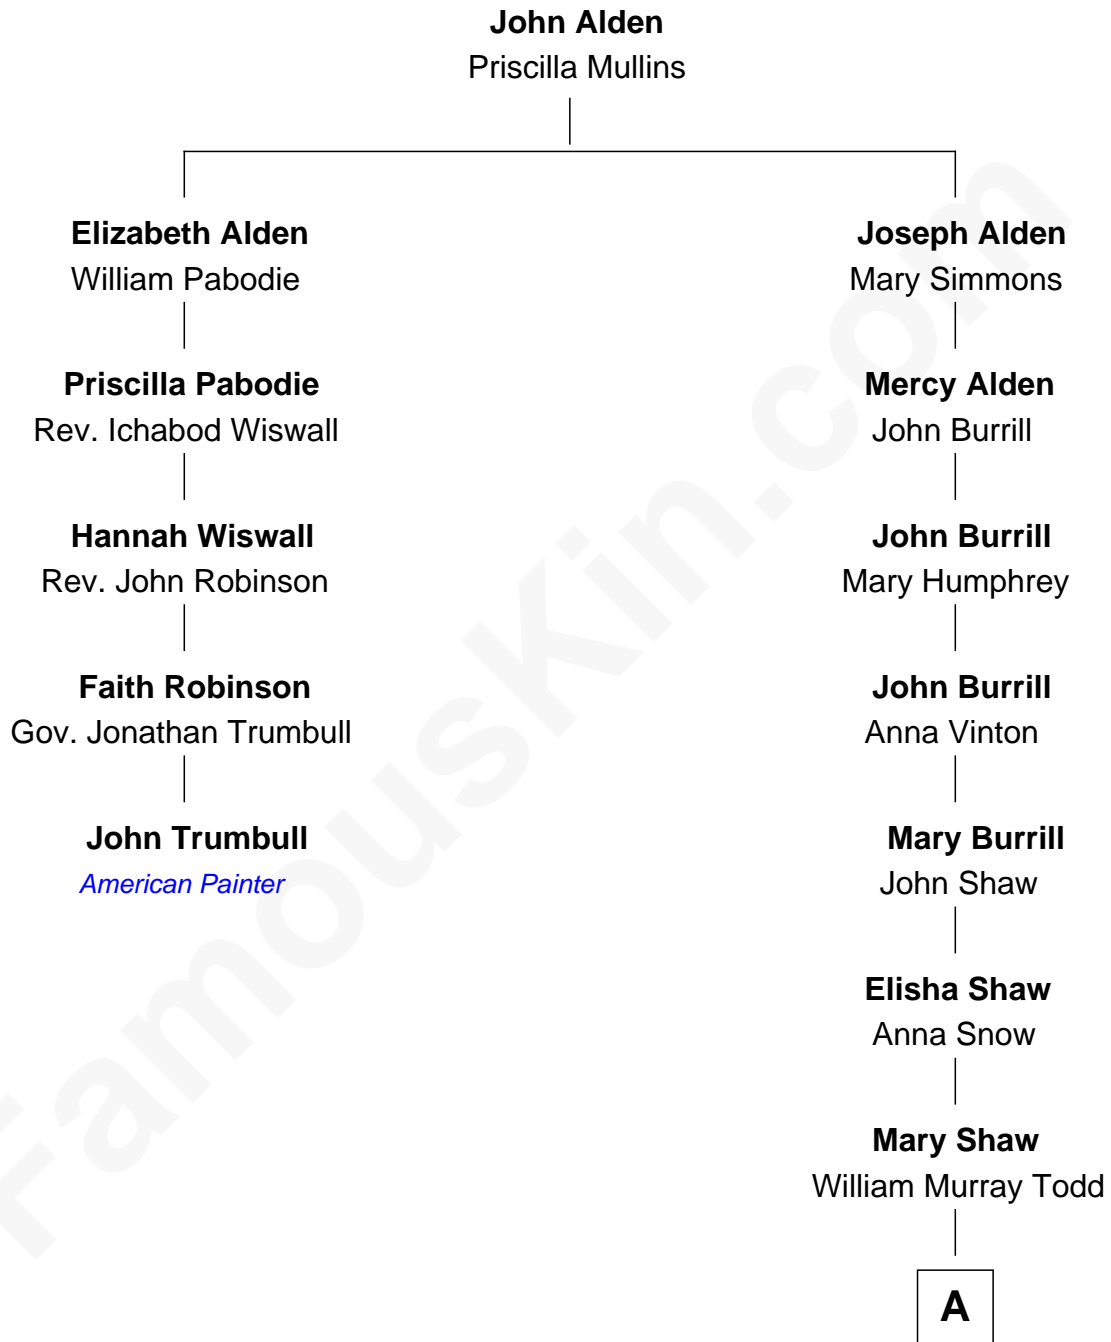 John Alden
Priscilla Mullins
Elizabeth Alden
William Pabodie
Priscilla Pabodie
Rev. Ichabod Wiswall
Hannah Wiswall
Rev. John Robinson
Faith Robinson
Gov. Jonathan Trumbull
John Trumbull
American Painter
Joseph Alden
Mary Simmons
Mercy Alden
John Burrill
John Burrill
Mary Humphrey
John Burrill
Anna Vinton
Mary Burrill
John Shaw
Elisha Shaw
Anna Snow
Mary Shaw
William Murray Todd
A
FamousKin.com